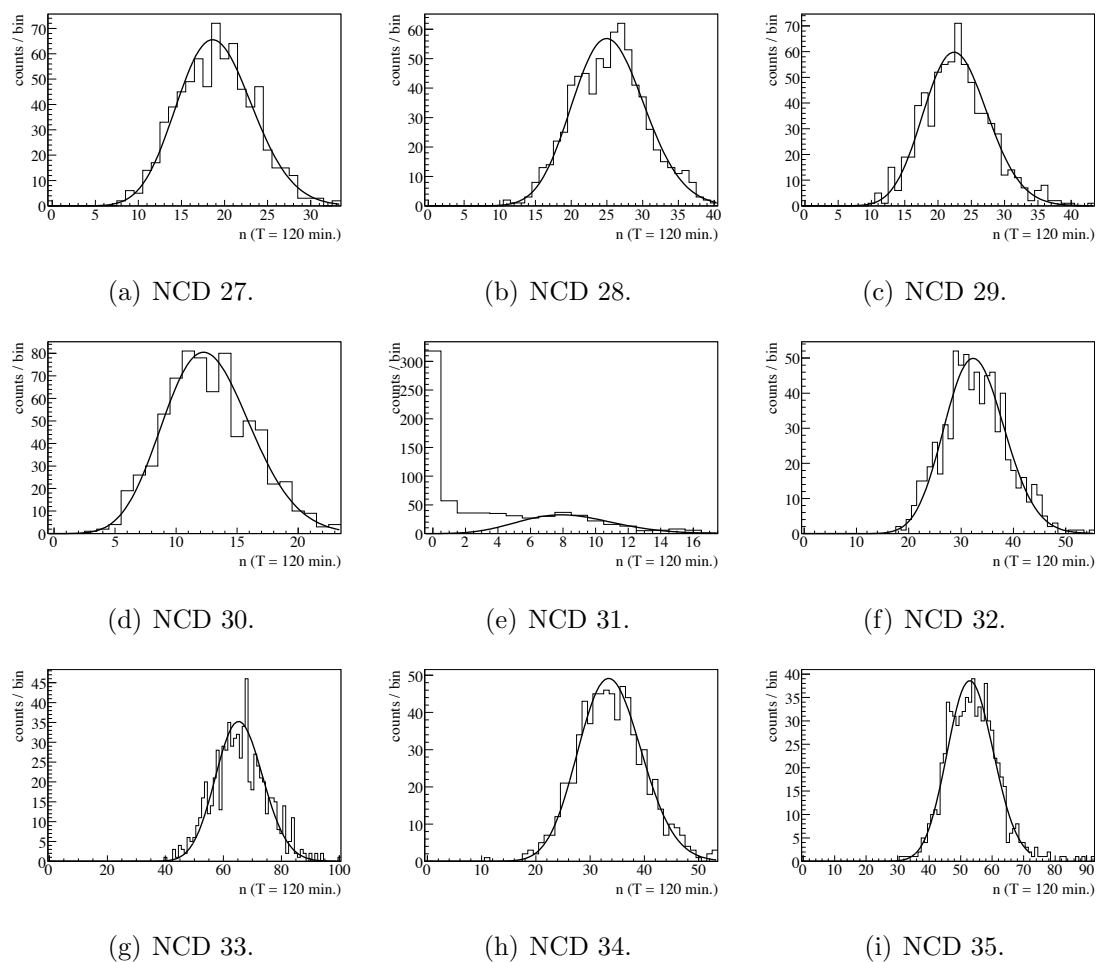 counts / bin
70
60
50
40
30
20
10
0
0 5 10 15 20 25 30
n (T = 120 min.)
(a) NCD 27.
counts / bin
60
50
40
30
20
10
0
0 5 10 15 20 25 30 35 40
n (T = 120 min.)
(b) NCD 28.
counts / bin
70
60
50
40
30
20
10
0
0 5 10 15 20 25 30 35 40
n (T = 120 min.)
(c) NCD 29.
counts / bin
80
70
60
50
40
30
20
10
0
0 5 10 15 20
n (T = 120 min.)
(d) NCD 30.
counts / bin
300
250
200
150
100
50
0
0 2 4 6 8 10 12 14 16
n (T = 120 min.)
(e) NCD 31.
counts / bin
50
40
30
20
10
0
0 10 20 30 40 50
n (T = 120 min.)
(f) NCD 32.
counts / bin
45
40
35
30
25
20
15
10
5
0
0 20 40 60 80 100
n (T = 120 min.)
(g) NCD 33.
counts / bin
50
40
30
20
10
0
0 10 20 30 40 50
n (T = 120 min.)
(h) NCD 34.
counts / bin
40
35
30
25
20
15
10
5
0
0 10 20 30 40 50 60 70 80 90
n (T = 120 min.)
(i) NCD 35.